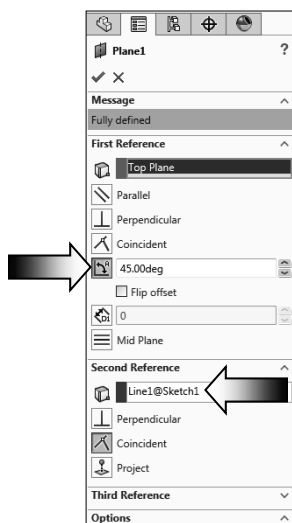 Plane1 ?
Message
Fully defined
First Reference
Top Plane
Parallel
Perpendicular
Coincident
45.00deg
Flip offset
0
Mid Plane
Second Reference
Line1@Sketch1
Perpendicular
Coincident
Project
Third Reference
Options